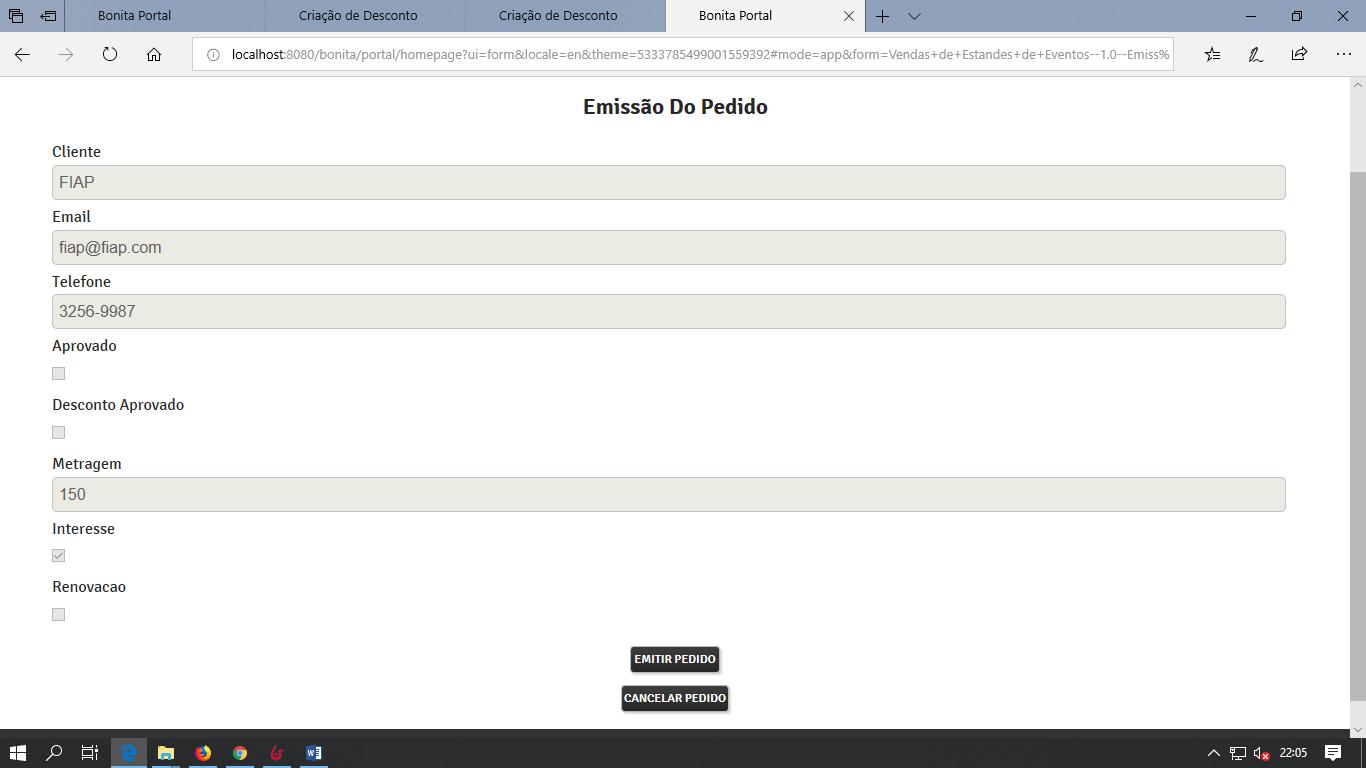 Bonita Portal
Criação de Desconto
Criação de Desconto
Bonita Portal
localhost:8080/bonita/portal/homepage?ui=form&locale=en&theme=5333785499001559392#mode=app&form=Vendas+de+Estandes+de+Eventos--1.0--Emiss%
Emissão Do Pedido
Cliente
FIAP
Email
fiap@fiap.com
Telefone
3256-9987
Aprovado
Desconto Aprovado
Metragem
150
Interesse
Renovacao
EMITIR PEDIDO
CANCELAR PEDIDO
22:05